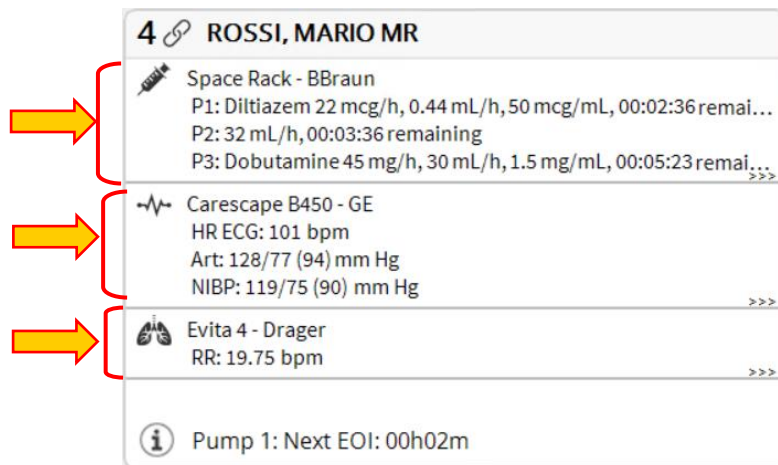 4 ROSSI, MARIO MR
Space Rack - BBraun
P1: Diltiazem 22 mcg/h, 0.44 mL/h, 50 mcg/mL, 00:02:36 remai...
P2: 32 mL/h, 00:03:36 remaining
P3: Dobutamine 45 mg/h, 30 mL/h, 1.5 mg/mL, 00:05:23 remai...
>>>
Carescape B450 - GE
HR ECG: 101 bpm
Art: 128/77 (94) mm Hg
NIBP: 119/75 (90) mm Hg
>>>
Evita 4 - Drager
RR: 19.75 bpm
>>>
Pump 1: Next EOI: 00h02m